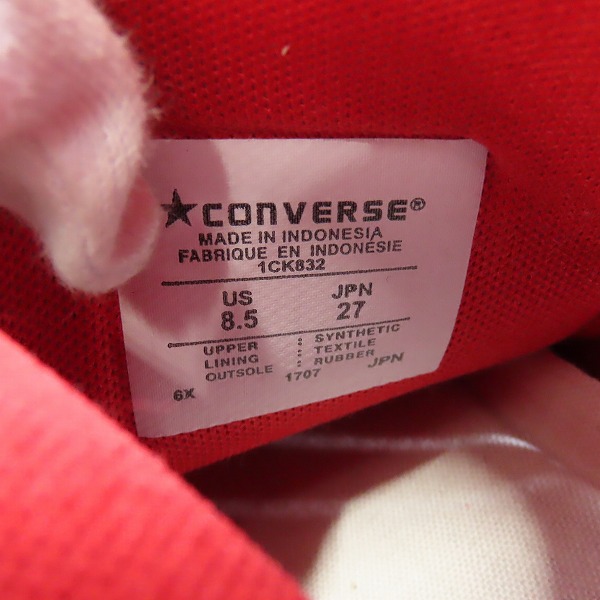 ★CONVERSE®
MADE IN INDONESIA
FABRIQUE EN INDONÉSIE
1CK832
US JPN
8.5 27
UPPER : SYNTHETIC
LINING : TEXTILE
OUTSOLE : RUBBER
6X 1707 JPN